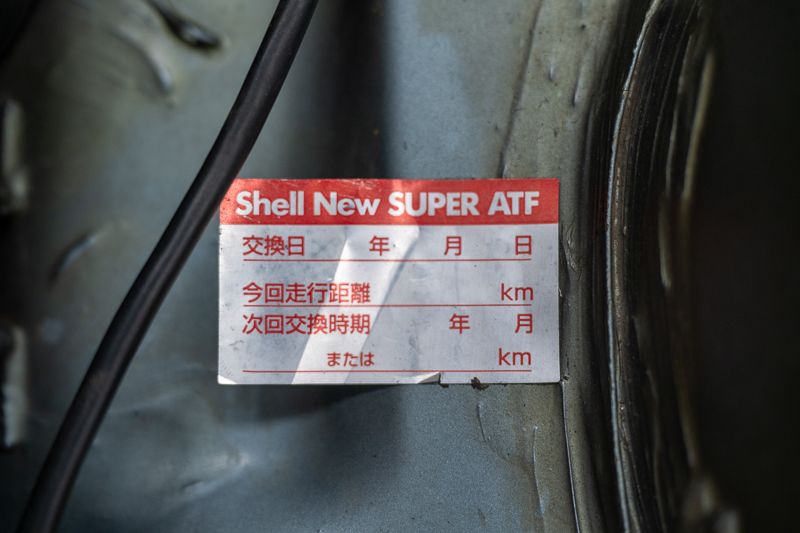 Shell New SUPER ATF
交換日 年 月 日
今回走行距離 km
次回交換時期 年 月
または km